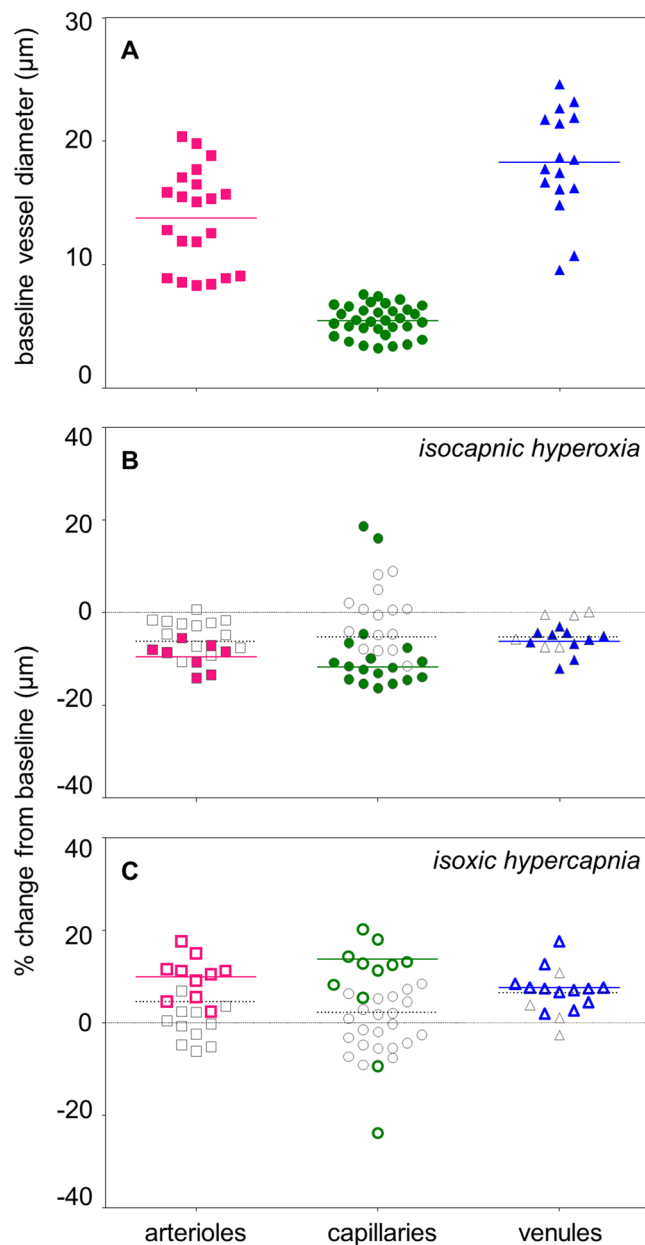 baseline vessel diameter (µm)
30
20
10
0
A
% change from baseline (µm)
40
20
0
-20
-40
B
isocapnic hyperoxia
40
20
0
-20
-40
C
isoxic hypercapnia
arterioles capillaries venules